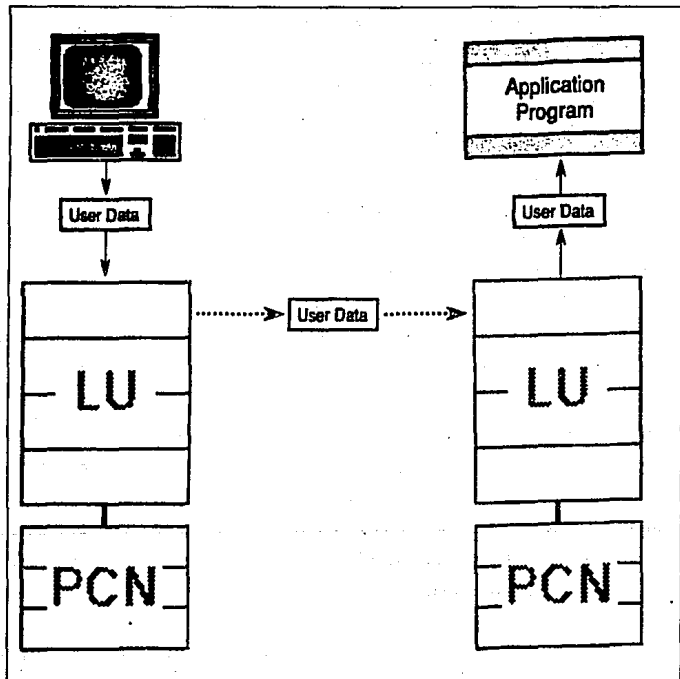 Application
Program
User Data
User Data
User Data
LU
LU
PCN
PCN